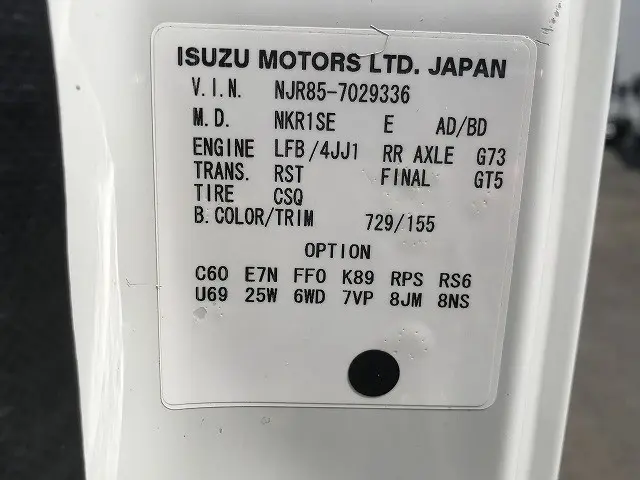 ISUZU MOTORS LTD. JAPAN
V.I.N. NJR85-7029336
M.D. NKR1SE E AD/BD
ENGINE LFB/4JJ1 RR AXLE G73
TRANS. RST FINAL GT5
TIRE CSQ
B.COLOR/TRIM 729/155
OPTION
C60 E7N FF0 K89 RPS RS6
U69 25W 6WD 7VP 8JM 8NS